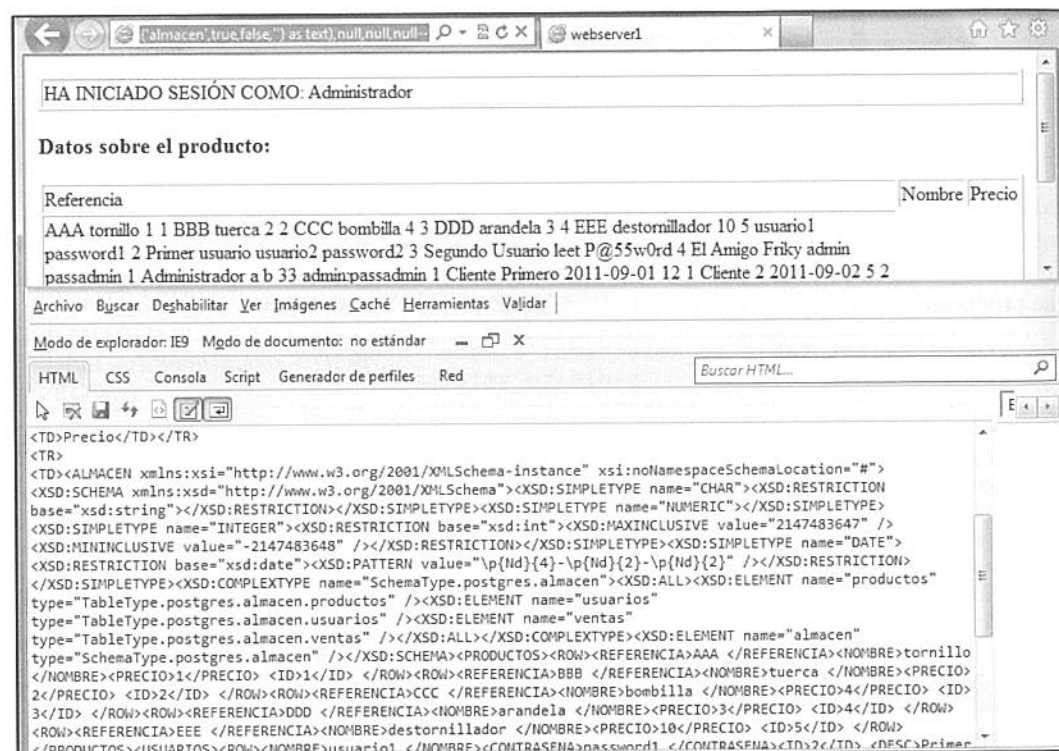 ('almacen',true,false,'') as text),null,null,null--
webserver1
HA INICIADO SESIÓN COMO: Administrador
Datos sobre el producto:
Referencia Nombre Precio
AAA tornillo 1 1 BBB tuerca 2 2 CCC bombilla 4 3 DDD arandela 3 4 EEE destornillador 10 5 usuario1
password1 2 Primer usuario usuario2 password2 3 Segundo Usuario leet P@55w0rd 4 El Amigo Friky admin
passadmin 1 Administrador a b 33 admin:passadmin 1 Cliente Primero 2011-09-01 12 1 Cliente 2 2011-09-02 5 2
Archivo Buscar Deshabilitar Ver Imágenes Caché Herramientas Validar
Modo de explorador: IE9 Modo de documento: no estándar
HTML CSS Consola Script Generador de perfiles Red Buscar HTML...
<TD>Precio</TD></TR>
<TR>
<TD><ALMACEN xmlns:xsi="http://www.w3.org/2001/XMLSchema-instance" xsi:noNamespaceSchemaLocation="#">
<XSD:SCHEMA xmlns:xsd="http://www.w3.org/2001/XMLSchema"><XSD:SIMPLETYPE name="CHAR"><XSD:RESTRICTION
base="xsd:string"></XSD:RESTRICTION></XSD:SIMPLETYPE><XSD:SIMPLETYPE name="NUMERIC"></XSD:SIMPLETYPE>
<XSD:SIMPLETYPE name="INTEGER"><XSD:RESTRICTION base="xsd:int"><XSD:MAXINCLUSIVE value="2147483647" />
<XSD:MININCLUSIVE value="-2147483648" /></XSD:RESTRICTION></XSD:SIMPLETYPE><XSD:SIMPLETYPE name="DATE">
<XSD:RESTRICTION base="xsd:date"><XSD:PATTERN value="\p{Nd}{4}-\p{Nd}{2}-\p{Nd}{2}" /></XSD:RESTRICTION>
</XSD:SIMPLETYPE><XSD:COMPLEXTYPE name="SchemaType.postgres.almacen"><XSD:ALL><XSD:ELEMENT name="productos"
type="TableType.postgres.almacen.productos" /><XSD:ELEMENT name="usuarios"
type="TableType.postgres.almacen.usuarios" /><XSD:ELEMENT name="ventas"
type="TableType.postgres.almacen.ventas" /></XSD:ALL></XSD:COMPLEXTYPE><XSD:ELEMENT name="almacen"
type="SchemaType.postgres.almacen" /></XSD:SCHEMA><PRODUCTOS><ROW><REFERENCIA>AAA </REFERENCIA><NOMBRE>tornillo
</NOMBRE><PRECIO>1</PRECIO> <ID>1</ID> </ROW><ROW><REFERENCIA>BBB </REFERENCIA><NOMBRE>tuerca </NOMBRE><PRECIO>
2</PRECIO> <ID>2</ID> </ROW><ROW><REFERENCIA>CCC </REFERENCIA><NOMBRE>bombilla </NOMBRE><PRECIO>4</PRECIO> <ID>
3</ID> </ROW><ROW><REFERENCIA>DDD </REFERENCIA><NOMBRE>arandela </NOMBRE><PRECIO>3</PRECIO> <ID>4</ID> </ROW>
<ROW><REFERENCIA>EEE </REFERENCIA><NOMBRE>destornillador </NOMBRE><PRECIO>10</PRECIO> <ID>5</ID> </ROW>
</PRODUCTOS><USUARIOS><ROW><NOMBRE>usuario1 </NOMBRE><CONTRASENA>password1 </CONTRASENA><ID>2</ID> <DESC>Primer